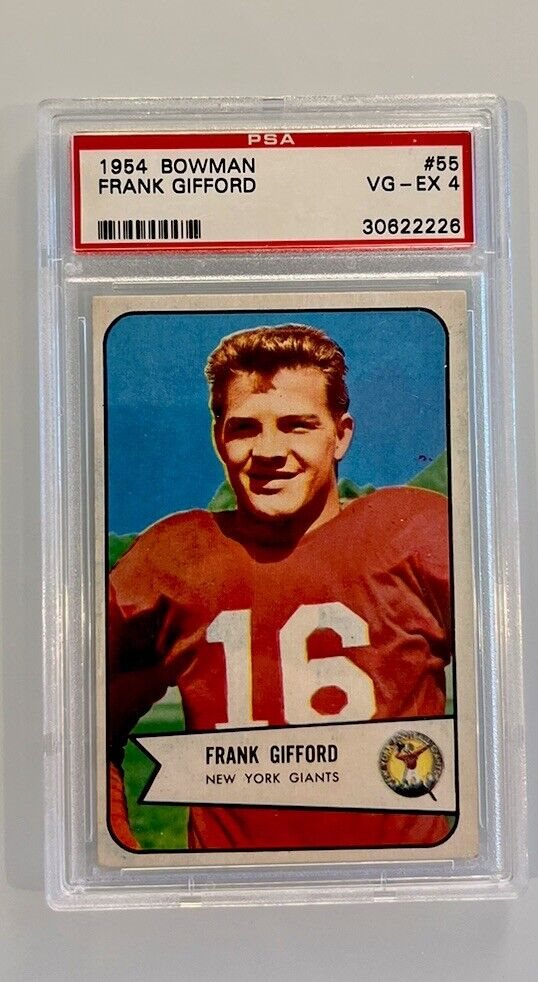 PSA
1954 BOWMAN #55
FRANK GIFFORD VG-EX 4
30622226
16
FRANK GIFFORD
NEW YORK GIANTS